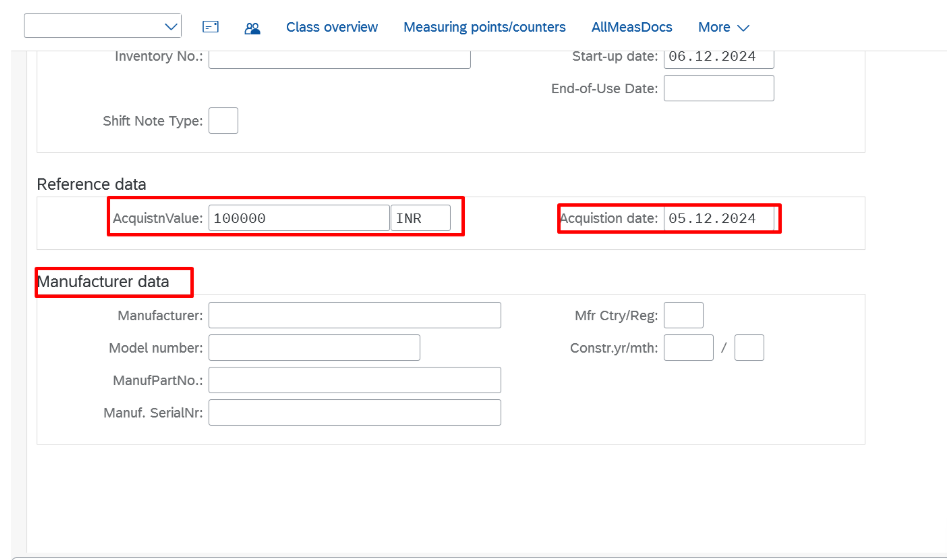 Class overview Measuring points/counters AllMeasDocs More
Inventory No.: Start-up date: 06.12.2024
End-of-Use Date:
Shift Note Type:
Reference data
AcquistnValue: 100000 INR Acquistion date: 05.12.2024
Manufacturer data
Manufacturer: Mfr Ctry/Reg:
Model number: Constr.yr/mth: /
ManufPartNo.:
Manuf. SerialNr: